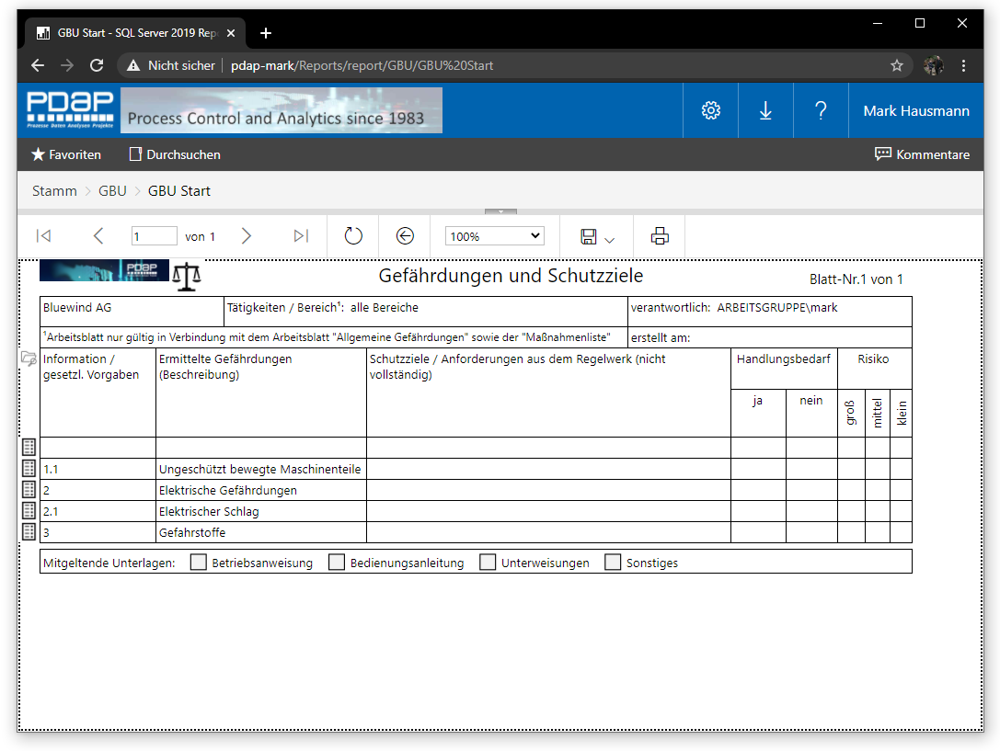 GBU Start - SQL Server 2019 Rep
Nicht sicher | pdap-mark/Reports/report/GBU/GBU%20Start
PDAP
Prozesse Daten Analysen Projekte
Process Control and Analytics since 1983
?
Mark Hausmann
Favoriten
Durchsuchen
Kommentare
Stamm > GBU > GBU Start
1 von 1
100%
PDAP
Gefährdungen und Schutzziele
Blatt-Nr.1 von 1
Bluewind AG
Tätigkeiten / Bereich¹: alle Bereiche
verantwortlich: ARBEITSGRUPPE\mark
¹Arbeitsblatt nur gültig in Verbindung mit dem Arbeitsblatt "Allgemeine Gefährdungen" sowie der "Maßnahmenliste"
erstellt am:
Information /
gesetzl. Vorgaben
Ermittelte Gefährdungen
(Beschreibung)
Schutzziele / Anforderungen aus dem Regelwerk (nicht
vollständig)
Handlungsbedarf
Risiko
ja
nein
groß
mittel
klein
1.1 Ungeschützt bewegte Maschinenteile
2 Elektrische Gefährdungen
2.1 Elektrischer Schlag
3 Gefahrstoffe
Mitgeltende Unterlagen: Betriebsanweisung Bedienungsanleitung Unterweisungen Sonstiges